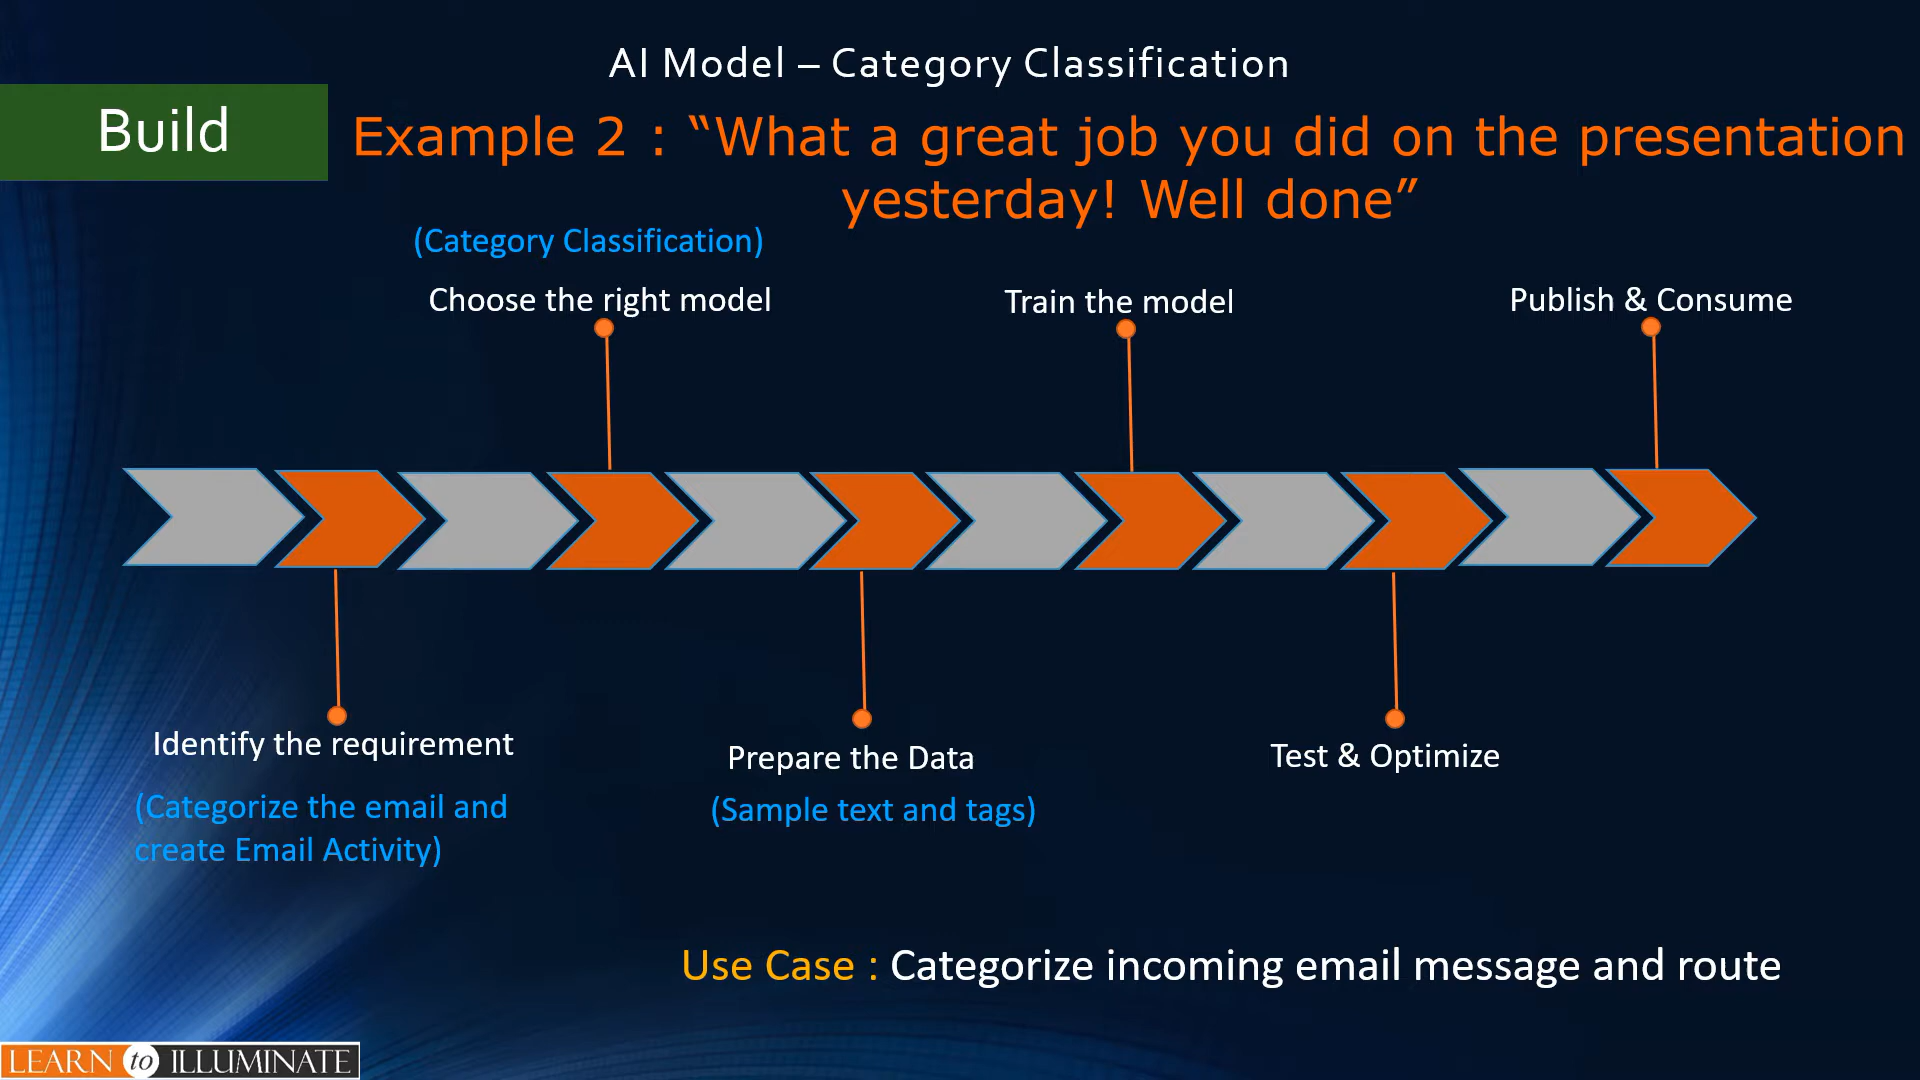 AI Model – Category Classification
Build
Example 2 : “What a great job you did on the presentation
yesterday! Well done”
(Category Classification)
Choose the right model
Train the model
Publish & Consume
Identify the requirement
(Categorize the email and
create Email Activity)
Prepare the Data
(Sample text and tags)
Test & Optimize
Use Case : Categorize incoming email message and route
LEARN to ILLUMINATE